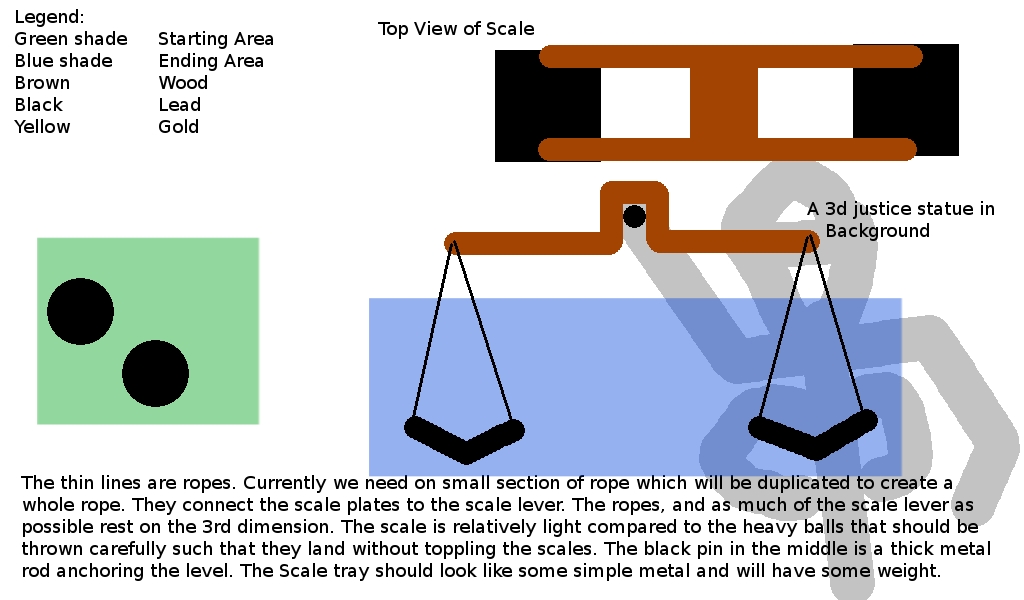 Legend:
Green shade Starting Area
Blue shade Ending Area
Brown Wood
Black Lead
Yellow Gold
Top View of Scale
A 3d justice statue in
Background
The thin lines are ropes. Currently we need on small section of rope which will be duplicated to create a
whole rope. They connect the scale plates to the scale lever. The ropes, and as much of the scale lever as
possible rest on the 3rd dimension. The scale is relatively light compared to the heavy balls that should be
thrown carefully such that they land without toppling the scales. The black pin in the middle is a thick metal
rod anchoring the level. The Scale tray should look like some simple metal and will have some weight.